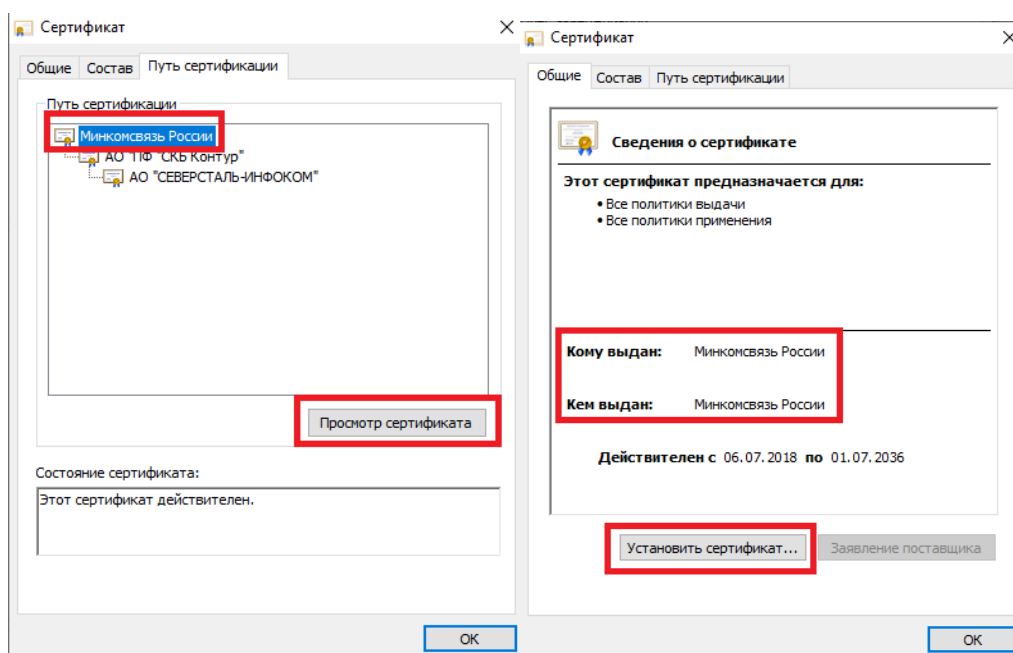 Сертификат
Общие Состав Путь сертификации
Путь сертификации
Минкомсвязь России
АО "ПФ "СКБ Контур"
АО "СЕВЕРСТАЛЬ-ИНФОКОМ"
Просмотр сертификата
Состояние сертификата:
Этот сертификат действителен.
ОК
Сертификат
Общие Состав Путь сертификации
Сведения о сертификате
Этот сертификат предназначается для:
• Все политики выдачи
• Все политики применения
Кому выдан: Минкомсвязь России
Кем выдан: Минкомсвязь России
Действителен с 06.07.2018 по 01.07.2036
Установить сертификат... Заявление поставщика
ОК